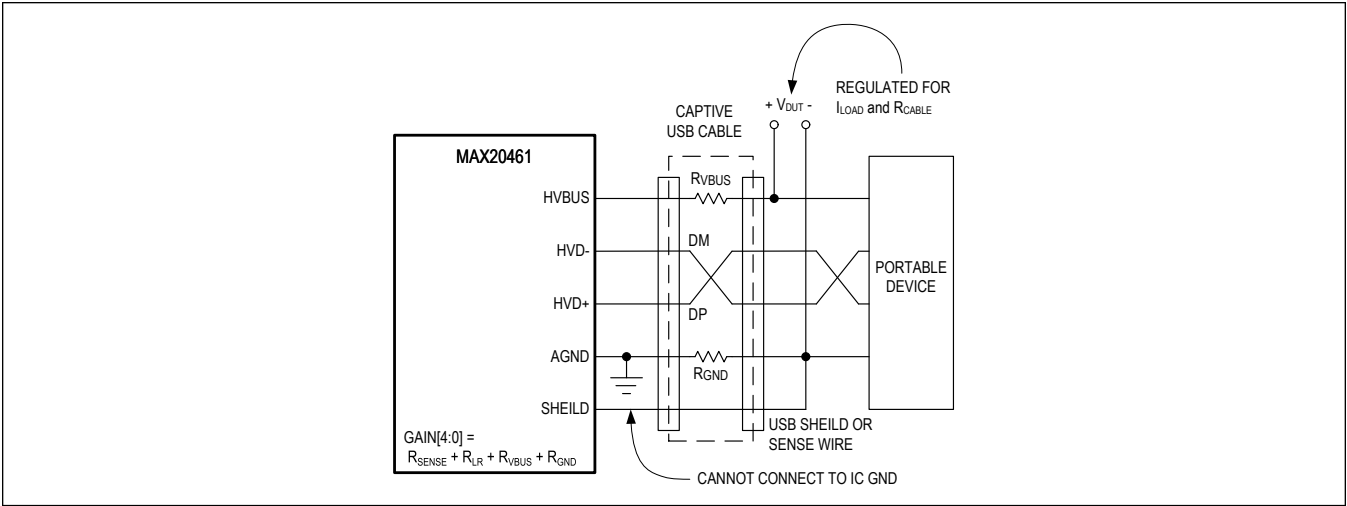 REGULATED FOR
ILOAD and RCABLE
+ VDUT -
CAPTIVE
USB CABLE
MAX20461
HVBUS
RVBUS
HVD-
DM
HVD+
DP
PORTABLE
DEVICE
AGND
RGND
SHEILD
USB SHEILD OR
SENSE WIRE
GAIN[4:0] =
RSENSE + RLR + RVBUS + RGND
CANNOT CONNECT TO IC GND